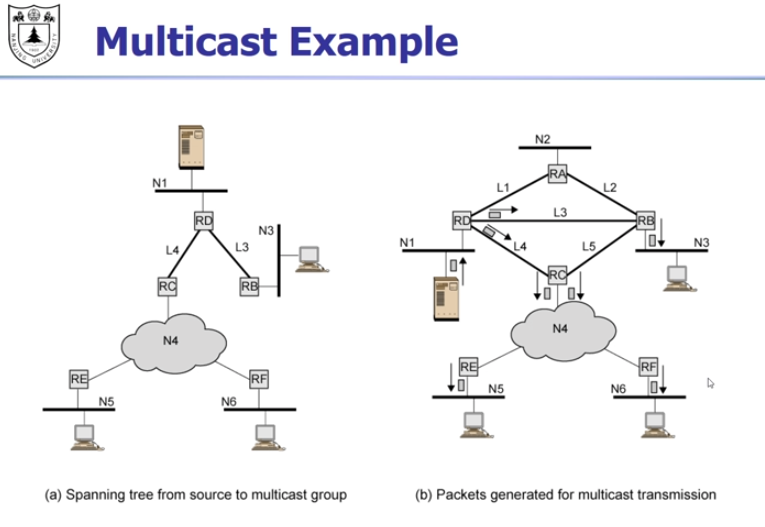 Multicast Example
NANJING UNIVERSITY
N1
RD
L4
L3
N3
RC
RB
N4
RE
RF
N5
N6
(a) Spanning tree from source to multicast group
N2
RA
L1
L2
RD
L3
RB
N1
L4
L5
N3
RC
N4
RE
RF
N5
N6
(b) Packets generated for multicast transmission